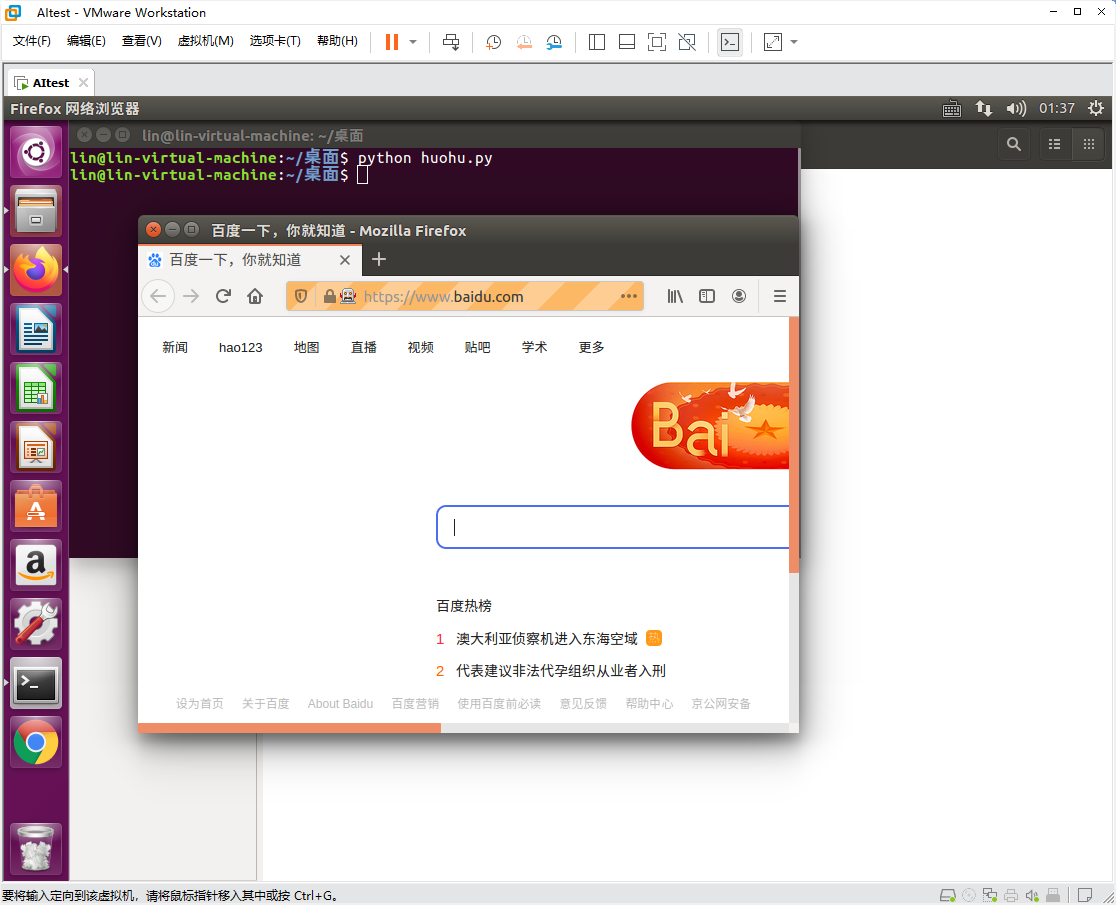 AItest - VMware Workstation
文件(F) 编辑(E) 查看(V) 虚拟机(M) 选项卡(T) 帮助(H)
AItest
Firefox 网络浏览器 01:37
lin@lin-virtual-machine: ~/桌面
lin@lin-virtual-machine:~/桌面$ python huohu.py
lin@lin-virtual-machine:~/桌面$
百度一下，你就知道 - Mozilla Firefox
百度一下，你就知道
https://www.baidu.com
新闻 hao123 地图 直播 视频 贴吧 学术 更多
Bai
百度热榜
1 澳大利亚侦察机进入东海空域 热
2 代表建议非法代孕组织从业者入刑
设为首页 关于百度 About Baidu 百度营销 使用百度前必读 意见反馈 帮助中心 京公网安备
要将输入定向到该虚拟机，请将鼠标指针移入其中或按 Ctrl+G。